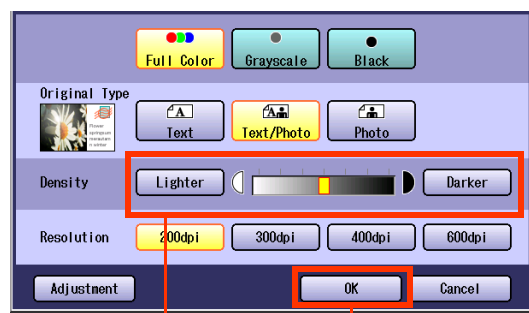 Full Color Grayscale Black
Original Type
Text Text/Photo Photo
Density Lighter Darker
Resolution 200dpi 300dpi 400dpi 600dpi
Adjustment OK Cancel